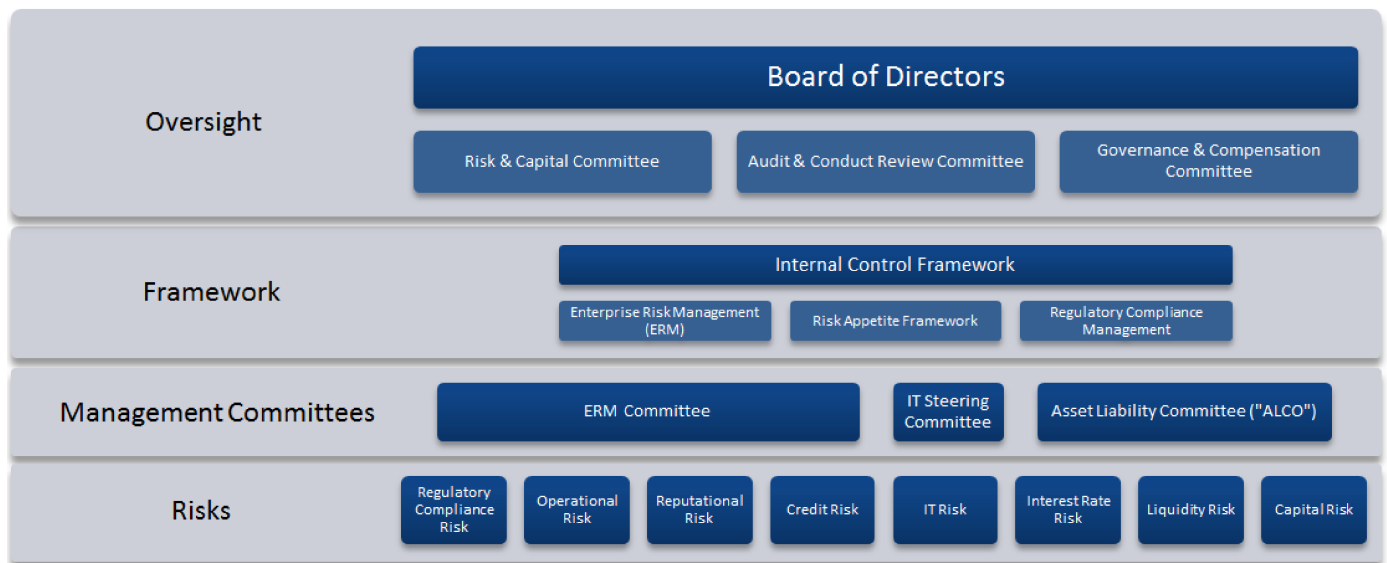 Oversight
Board of Directors
Risk & Capital Committee
Audit & Conduct Review Committee
Governance & Compensation
Committee
Framework
Internal Control Framework
Enterprise Risk Management
(ERM)
Risk Appetite Framework
Regulatory Compliance
Management
Management Committees
ERM Committee
IT Steering
Committee
Asset Liability Committee ("ALCO")
Risks
Regulatory
Compliance
Risk
Operational
Risk
Reputational
Risk
Credit Risk
IT Risk
Interest Rate
Risk
Liquidity Risk
Capital Risk